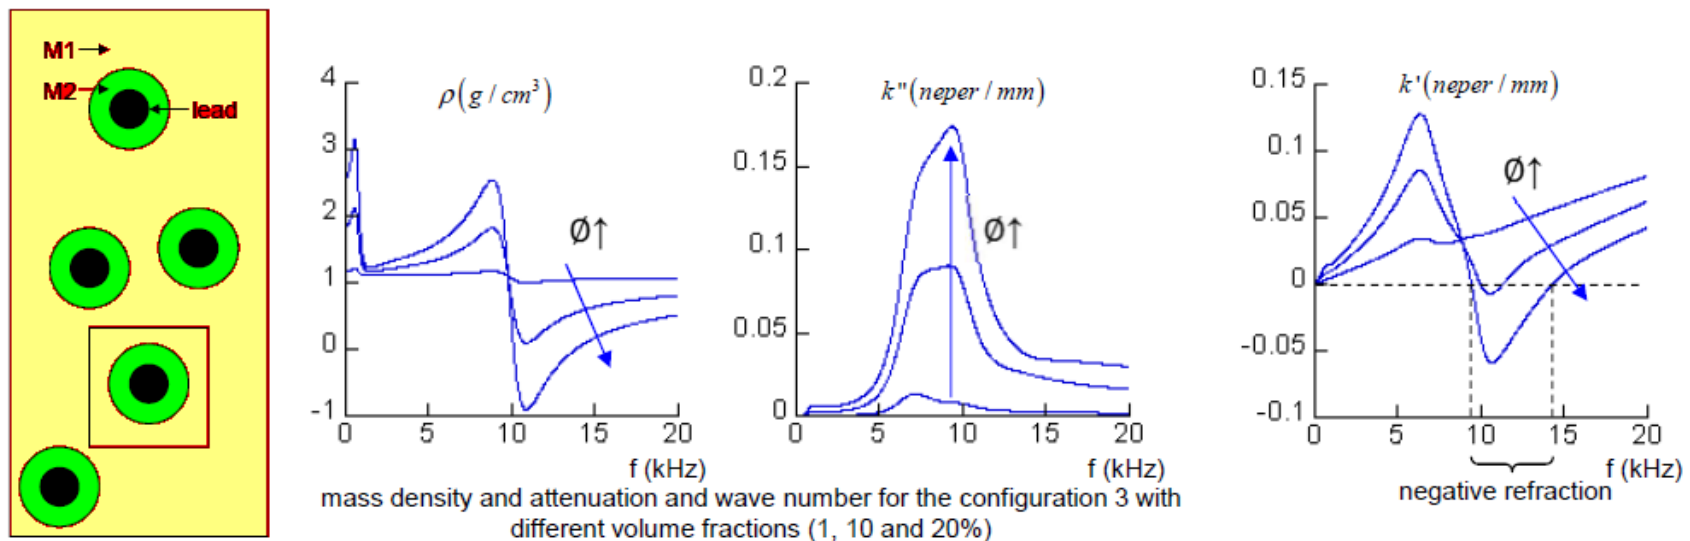 M1
M2
lead
ρ(g/cm³)
4
3
2
1
0
-1
0 5 10 15 20
f (kHz)
Ø↑
k"(neper/mm)
0.2
0.15
0.1
0.05
0
0 5 10 15 20
f (kHz)
Ø↑
mass density and attenuation and wave number for the configuration 3 with
different volume fractions (1, 10 and 20%)
k'(neper/mm)
0.15
0.1
0.05
0
-0.05
-0.1
0 5 10 15 20
f (kHz)
Ø↑
negative refraction